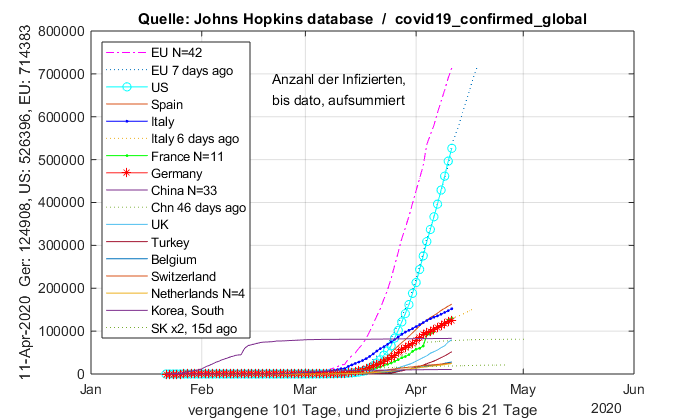 Quelle: Johns Hopkins database / covid19_confirmed_global
11-Apr-2020 Ger: 124908, US: 526396, EU: 714383
800000
700000
600000
500000
400000
300000
200000
100000
0
EU N=42
EU 7 days ago
US
Spain
Italy
Italy 6 days ago
France N=11
Germany
China N=33
Chn 46 days ago
UK
Turkey
Belgium
Switzerland
Netherlands N=4
Korea, South
SK x2, 15d ago
Anzahl der Infizierten,
bis dato, aufsummiert
Jan Feb Mar Apr May Jun
vergangene 101 Tage, und projizierte 6 bis 21 Tage
2020